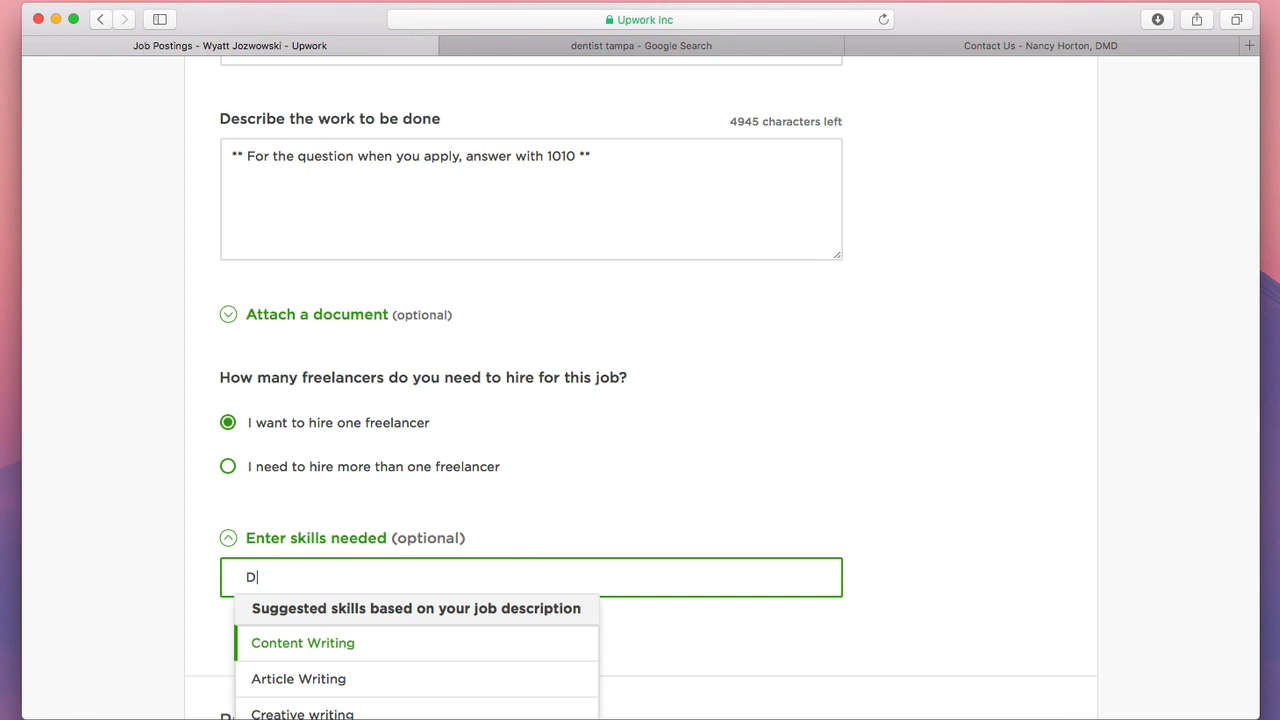 Upwork Inc
Job Postings - Wyatt Jozwowski - Upwork
dentist tampa - Google Search
Contact Us - Nancy Horton, DMD
Describe the work to be done
4945 characters left
** For the question when you apply, answer with 1010 **
Attach a document (optional)
How many freelancers do you need to hire for this job?
I want to hire one freelancer
I need to hire more than one freelancer
Enter skills needed (optional)
D
Suggested skills based on your job description
Content Writing
Article Writing
Creative writing